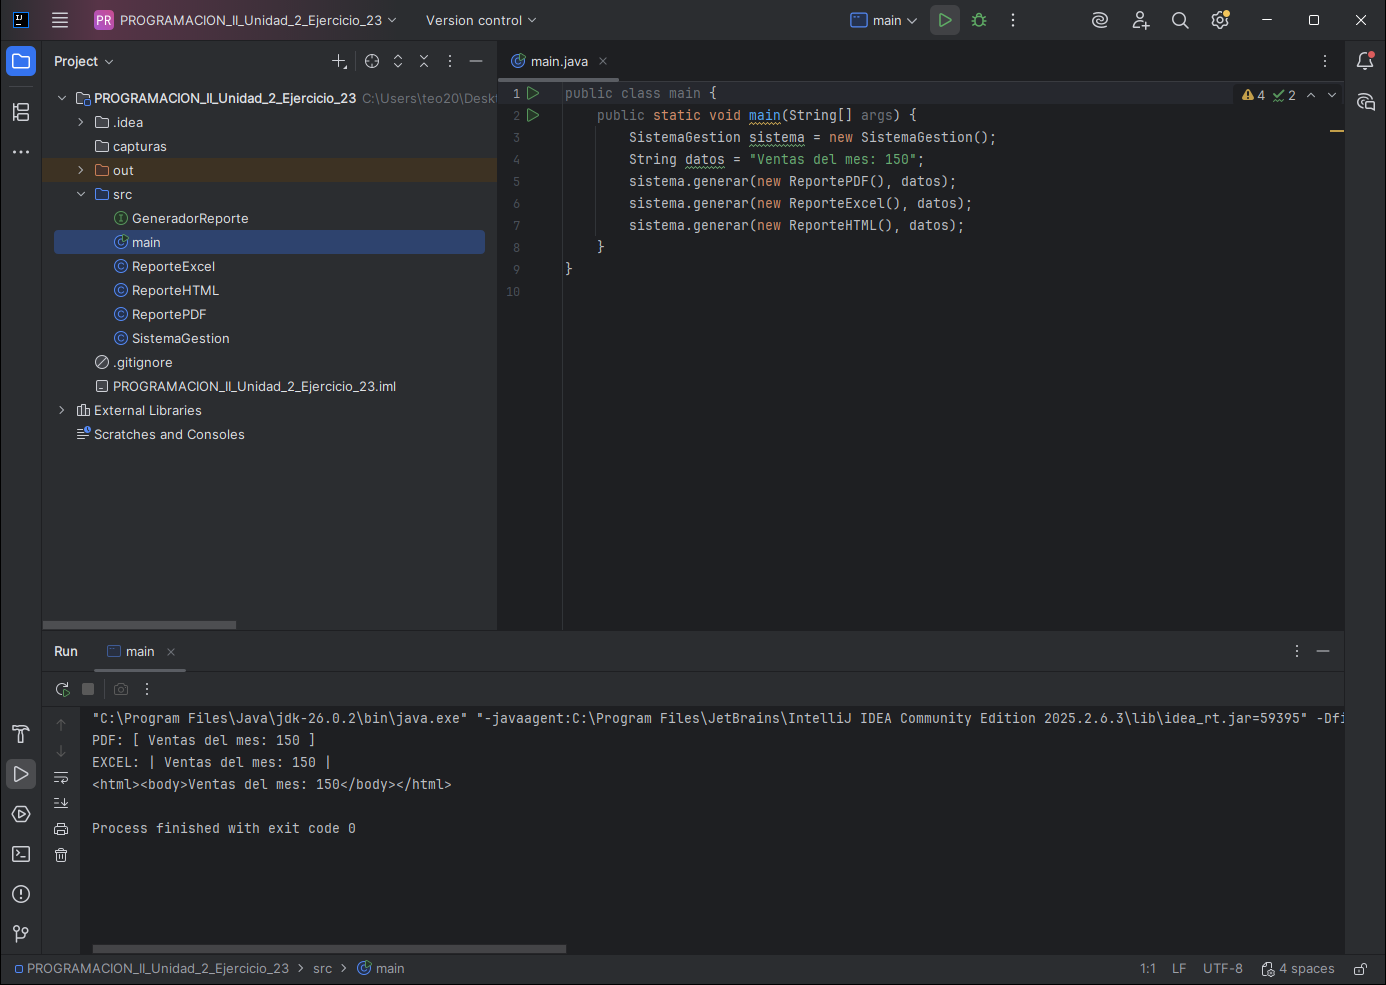 PR PROGRAMACION_II_Unidad_2_Ejercicio_23 Version control main
Project
main.java
PROGRAMACION_II_Unidad_2_Ejercicio_23 C:\Users\teo20\Deskt
.idea
capturas
out
src
GeneradorReporte
main
ReporteExcel
ReporteHTML
ReportePDF
SistemaGestion
.gitignore
PROGRAMACION_II_Unidad_2_Ejercicio_23.iml
External Libraries
Scratches and Consoles
4 2
1 public class main {
2 public static void main(String[] args) {
3 SistemaGestion sistema = new SistemaGestion();
4 String datos = "Ventas del mes: 150";
5 sistema.generar(new ReportePDF(), datos);
6 sistema.generar(new ReporteExcel(), datos);
7 sistema.generar(new ReporteHTML(), datos);
8 }
9 }
10
Run main
"C:\Program Files\Java\jdk-26.0.2\bin\java.exe" "-javaagent:C:\Program Files\JetBrains\IntelliJ IDEA Community Edition 2025.2.6.3\lib\idea_rt.jar=59395" -Dfi
PDF: [ Ventas del mes: 150 ]
EXCEL: | Ventas del mes: 150 |
<html><body>Ventas del mes: 150</body></html>
Process finished with exit code 0
PROGRAMACION_II_Unidad_2_Ejercicio_23 > src > main 1:1 LF UTF-8 4 spaces